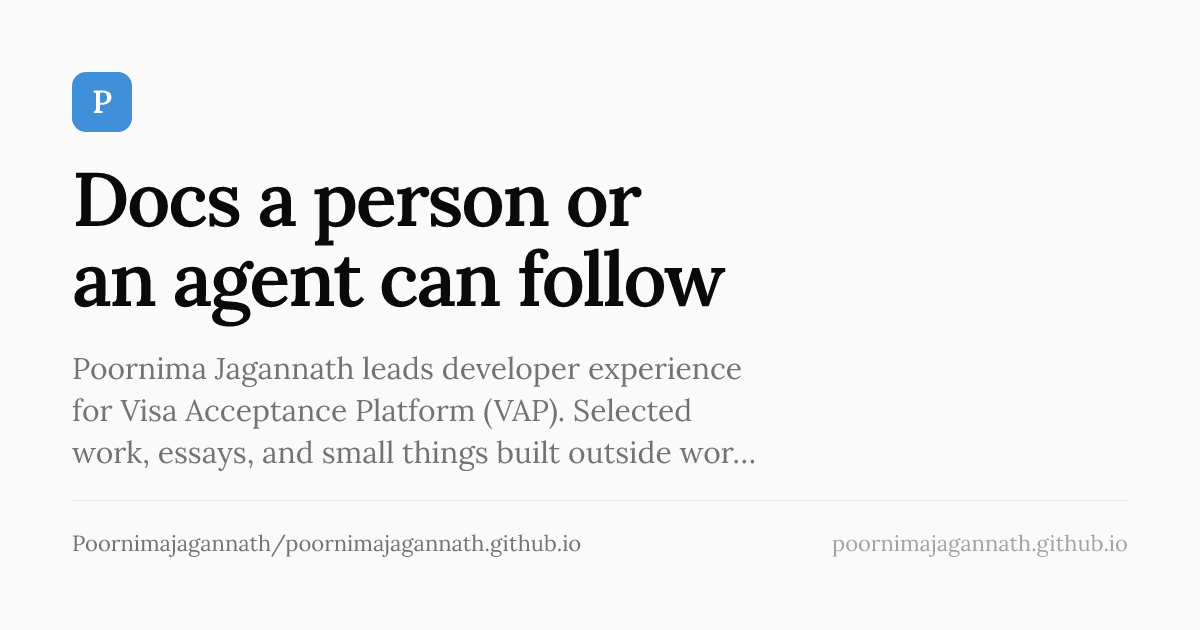 P
Docs a person or
an agent can follow
Poornima Jagannath leads developer experience
for Visa Acceptance Platform (VAP). Selected
work, essays, and small things built outside wor…
Poornimajagannath/poornimajagannath.github.io
poornimajagannath.github.io